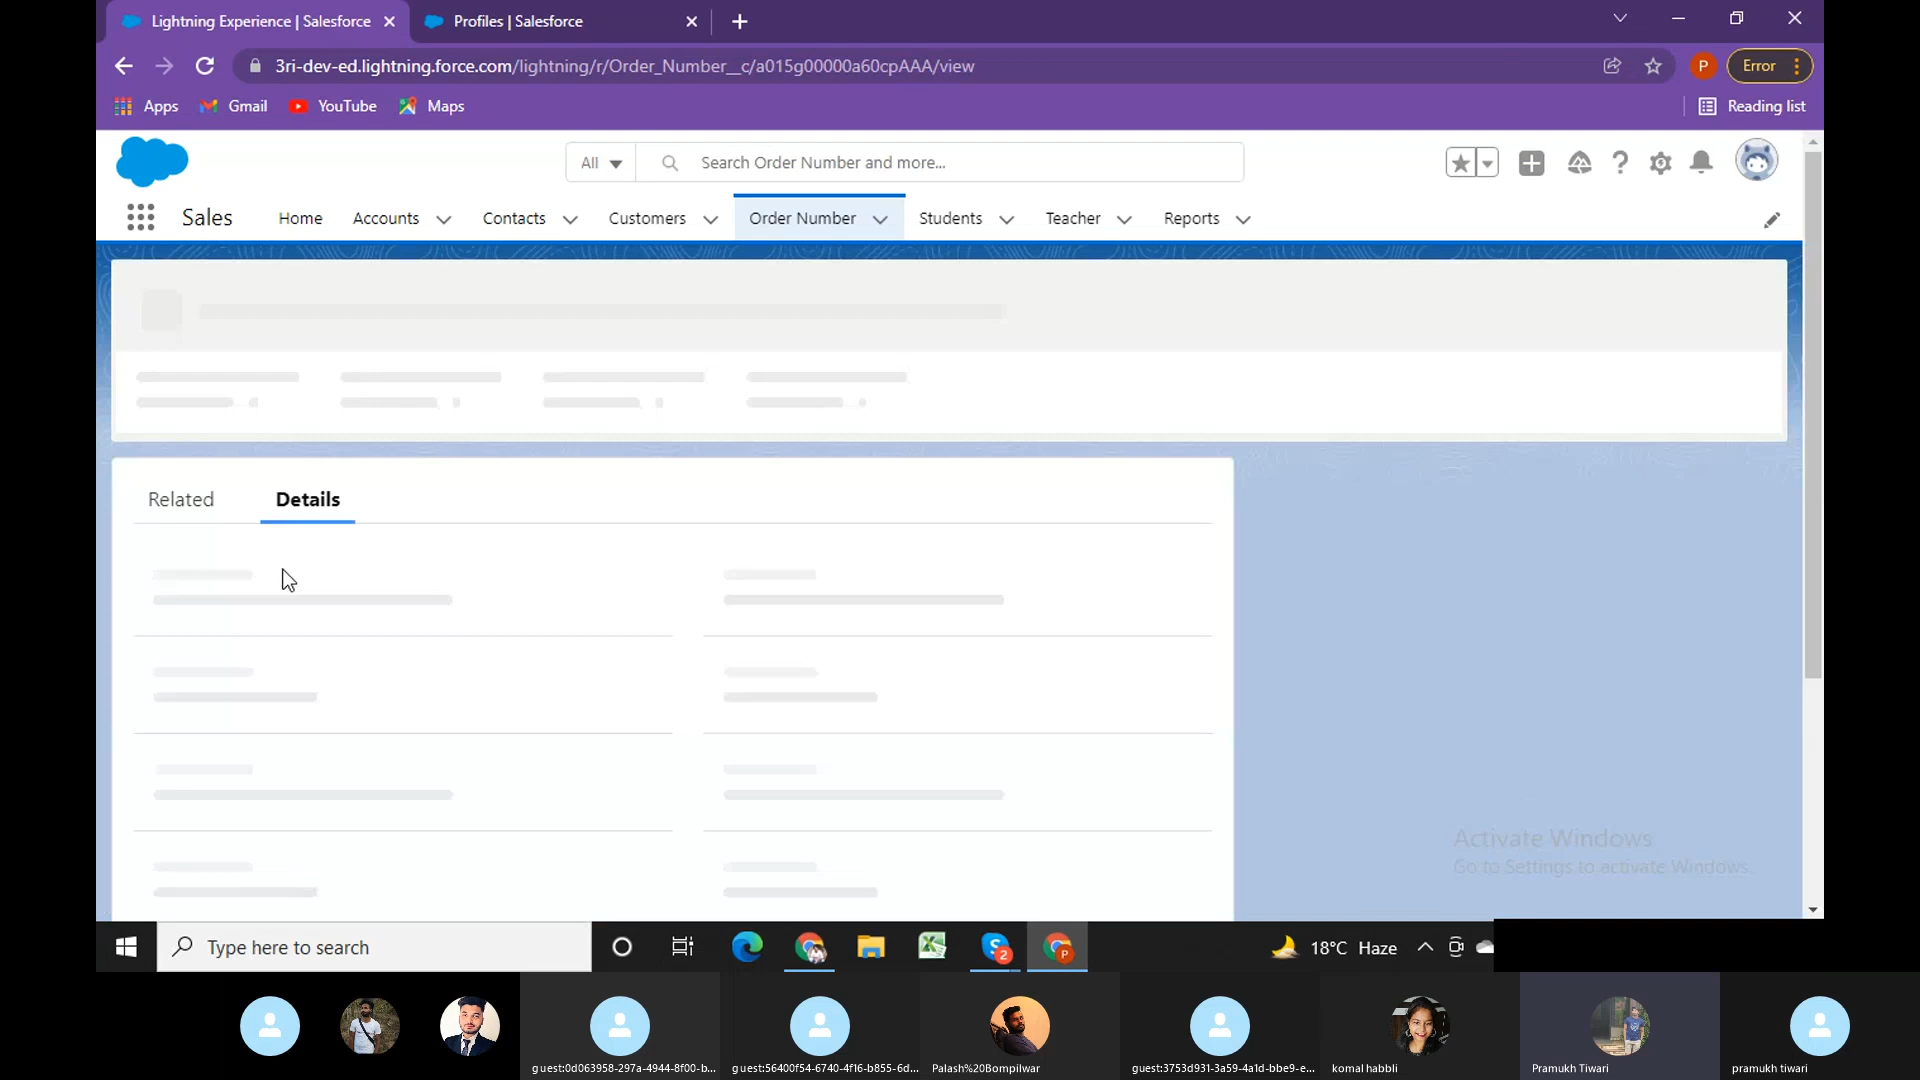 Lightning Experience | Salesforce
Profiles | Salesforce
3ri-dev-ed.lightning.force.com/lightning/r/Order_Number__c/a015g00000a60cpAAA/view
P
Error
Apps
Gmail
YouTube
Maps
Reading list
All
Search Order Number and more...
Sales
Home
Accounts
Contacts
Customers
Order Number
Students
Teacher
Reports
Related
Details
Activate Windows
Go to Settings to activate Windows.
Type here to search
2
P
18°C Haze
guest:0d063958-297a-4944-8f00-b...
guest:56400f54-6740-4f16-b855-6d...
Palash%20Bompilwar
guest:3753d931-3a59-4a1d-bbe9-e...
komal habbli
Pramukh Tiwari
pramukh tiwari